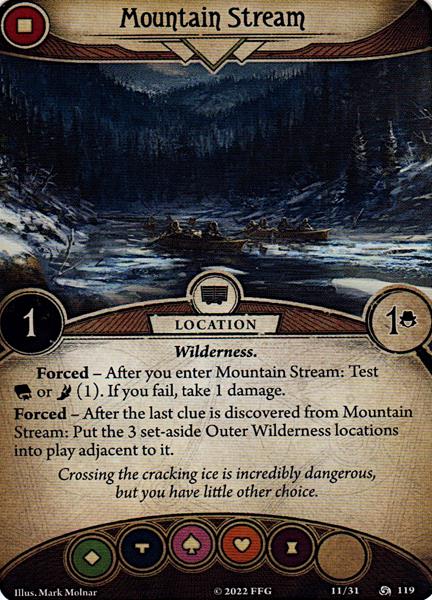 Mountain Stream
1
1
LOCATION
Wilderness.
Forced – After you enter Mountain Stream: Test
or (1). If you fail, take 1 damage.
Forced – After the last clue is discovered from Mountain
Stream: Put the 3 set-aside Outer Wilderness locations
into play adjacent to it.
Crossing the cracking ice is incredibly dangerous,
but you have little other choice.
Illus. Mark Molnar © 2022 FFG 11/31 119